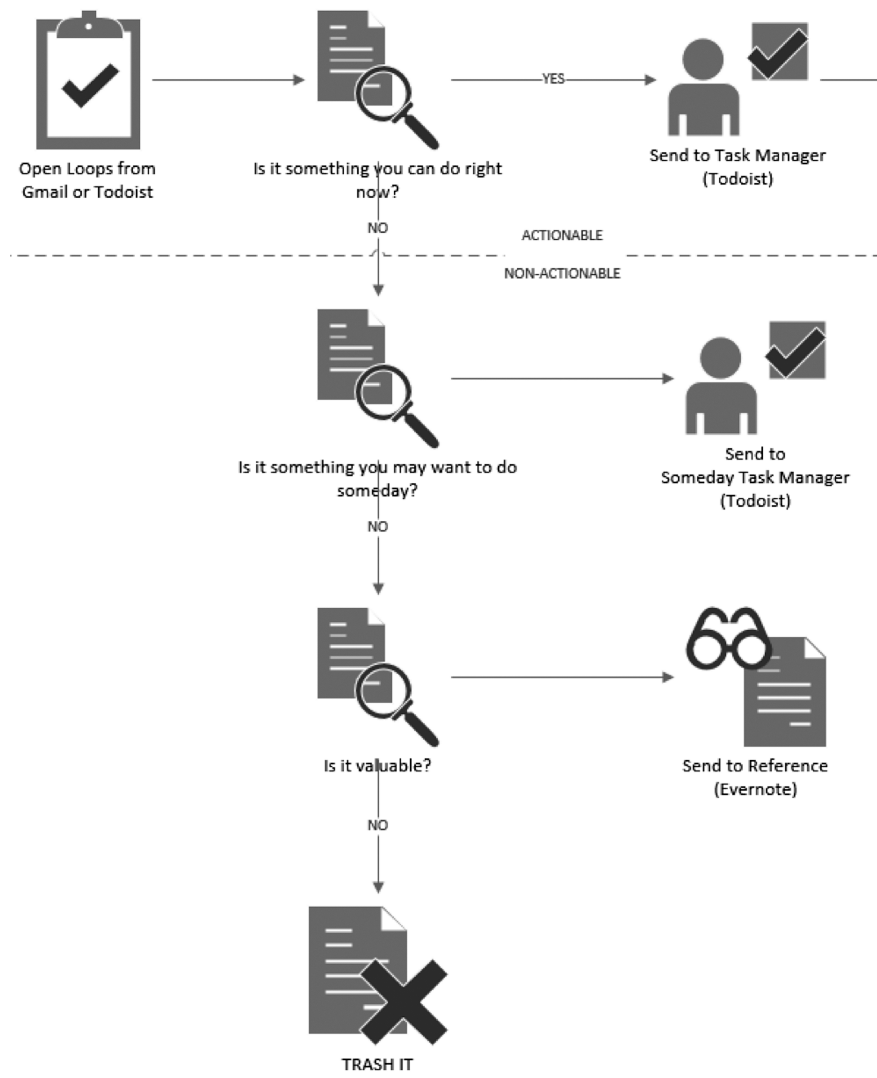 Open Loops from
Gmail or Todoist
Is it something you can do right
now?
YES
Send to Task Manager
(Todoist)
NO
ACTIONABLE
NON-ACTIONABLE
Is it something you may want to do
someday?
Send to
Someday Task Manager
(Todoist)
NO
Is it valuable?
Send to Reference
(Evernote)
NO
TRASH IT